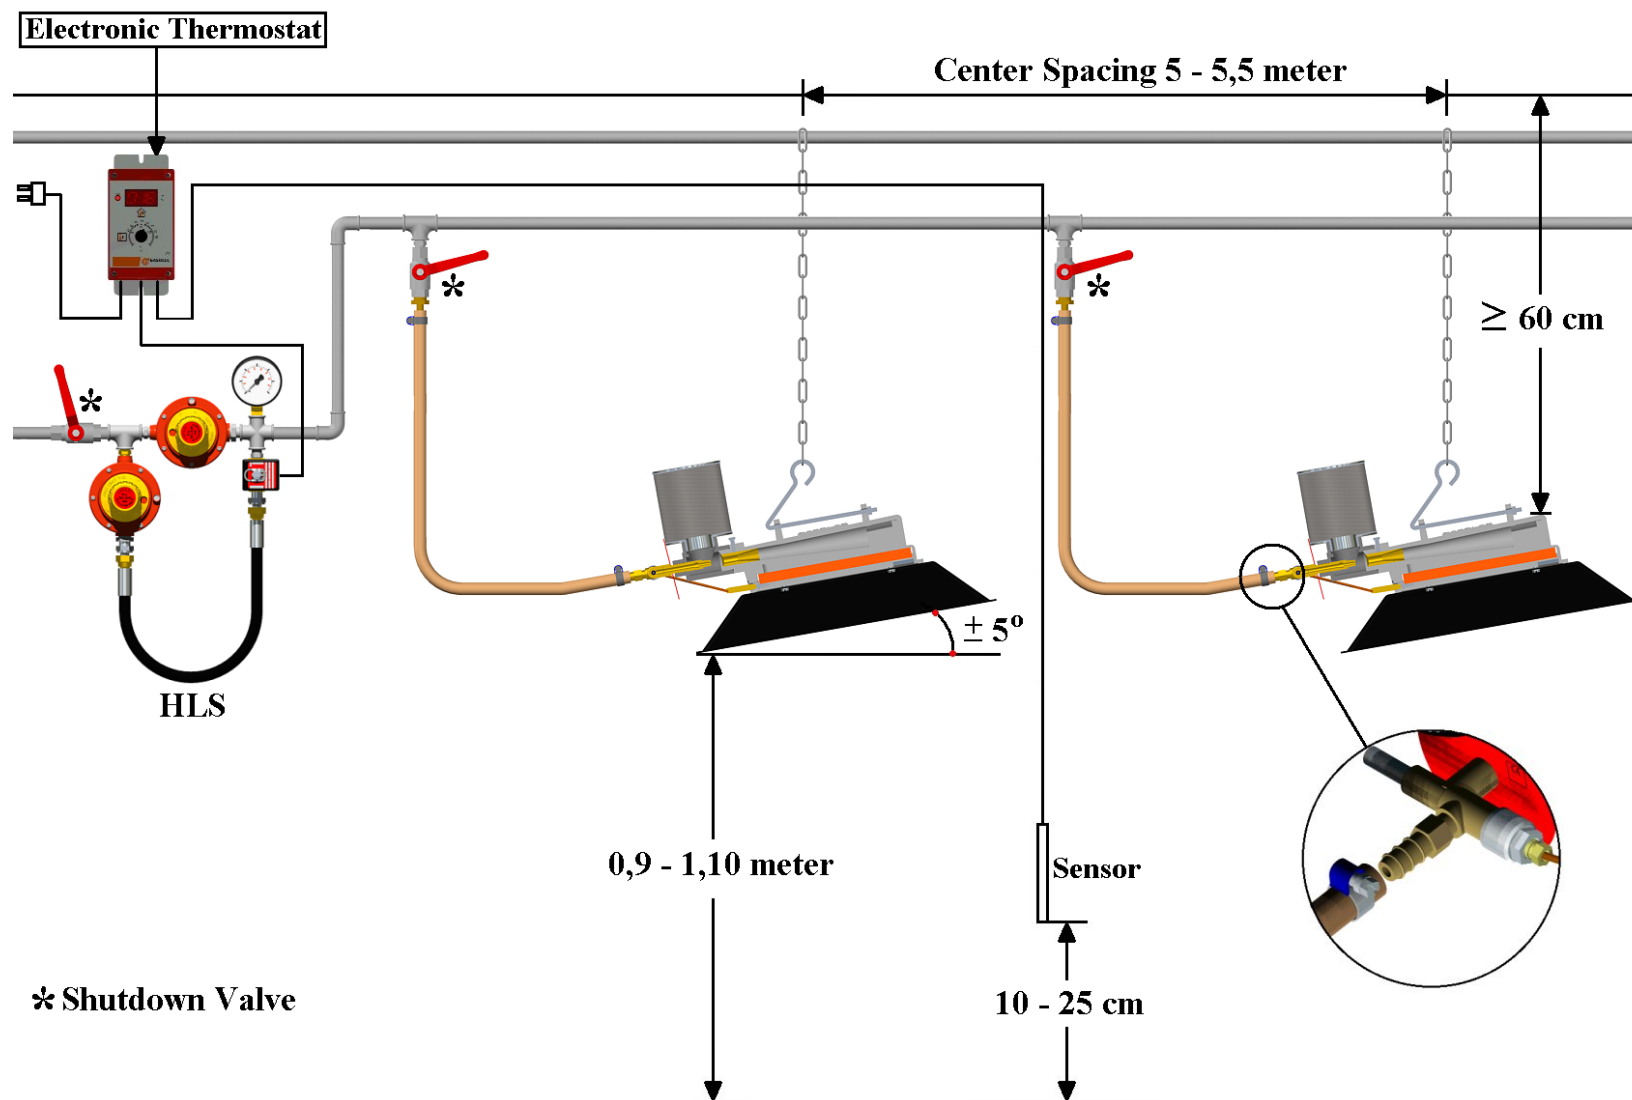 Electronic Thermostat
Center Spacing 5 - 5,5 meter
*
*
≥ 60 cm
*
± 5º
HLS
0,9 - 1,10 meter
Sensor
10 - 25 cm
* Shutdown Valve